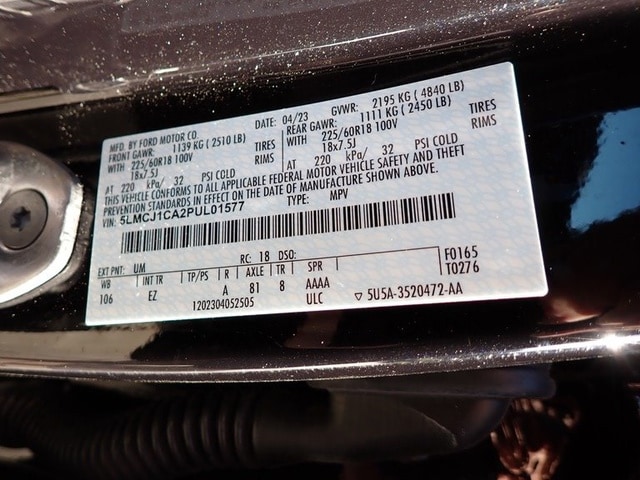 MFD. BY FORD MOTOR CO.
DATE: 04/23 GVWR: 2195 KG ( 4840 LB)
FRONT GAWR: 1139 KG ( 2510 LB) REAR GAWR: 1111 KG ( 2450 LB)
WITH 225/60R18 100V TIRES WITH 225/60R18 100V TIRES
18x7.5J RIMS 18x7.5J RIMS
AT 220 kPa/ 32 PSI COLD AT 220 kPa/ 32 PSI COLD
THIS VEHICLE CONFORMS TO ALL APPLICABLE FEDERAL MOTOR VEHICLE SAFETY AND THEFT
PREVENTION STANDARDS IN EFFECT ON THE DATE OF MANUFACTURE SHOWN ABOVE.
VIN: 5LMCJ1CA2PUL01577 TYPE: MPV
EXT PNT: UM RC: 18 DSO: F0165
WB INT TR TP/PS R AXLE TR SPR T0276
106 EZ A 81 8 AAAA
1202304052505 ULC ▽ 5U5A-3520472-AA